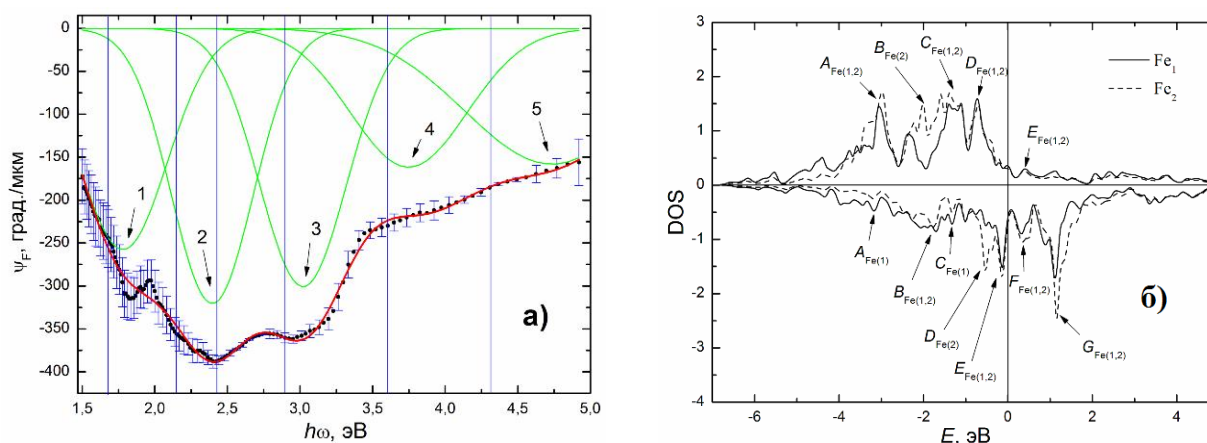 0
-50
-100
-150
-200
-250
-300
-350
-400
ψF, град./мкм
1
2
3
4
5
а)
1,5 2,0 2,5 3,0 3,5 4,0 4,5 5,0
hω, эВ
3
2
1
0
-1
-2
-3
-4
DOS
AFe(1.2)
BFe(2)
CFe(1,2)
DFe(1,2)
EFe(1,2)
Fe1
Fe2
AFe(1)
BFe(1,2)
CFe(1)
DFe(2)
EFe(1,2)
FFe(1,2)
GFe(1,2)
б)
-6 -4 -2 0 2 4
E, эВ